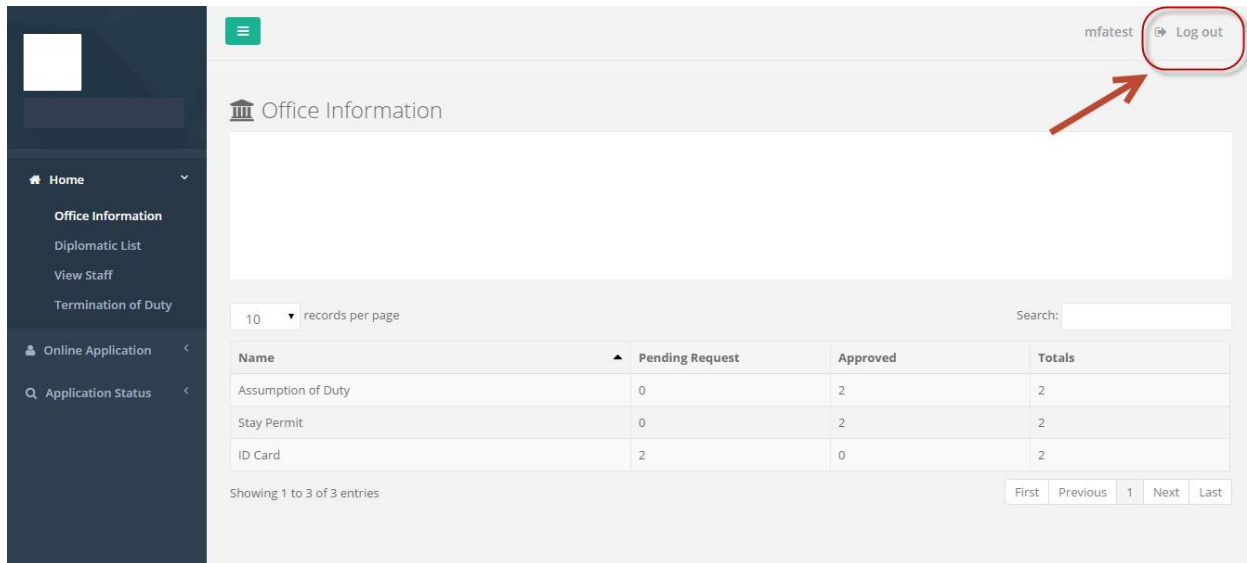 mfatest Log out
Office Information
Home
Office Information
Diplomatic List
View Staff
Termination of Duty
Online Application
Application Status
10 records per page
Search:
Name Pending Request Approved Totals
Assumption of Duty 0 2 2
Stay Permit 0 2 2
ID Card 2 0 2
Showing 1 to 3 of 3 entries
First Previous 1 Next Last